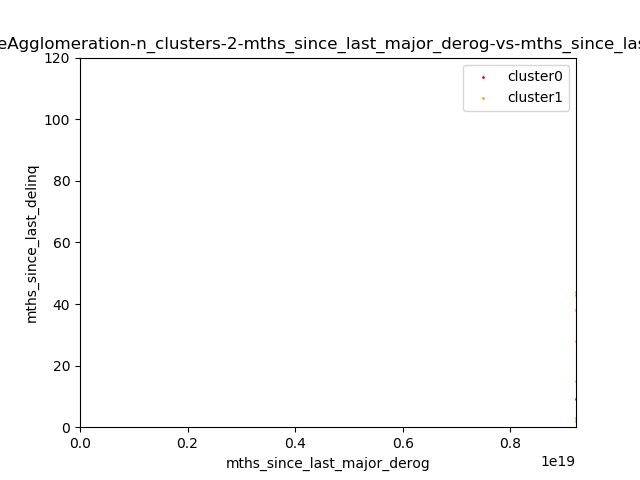 eAgglomeration-n_clusters-2-mths_since_last_major_derog-vs-mths_since_las
cluster0
cluster1
120
100
80
60
40
20
0
mths_since_last_delinq
0.0 0.2 0.4 0.6 0.8
1e19
mths_since_last_major_derog